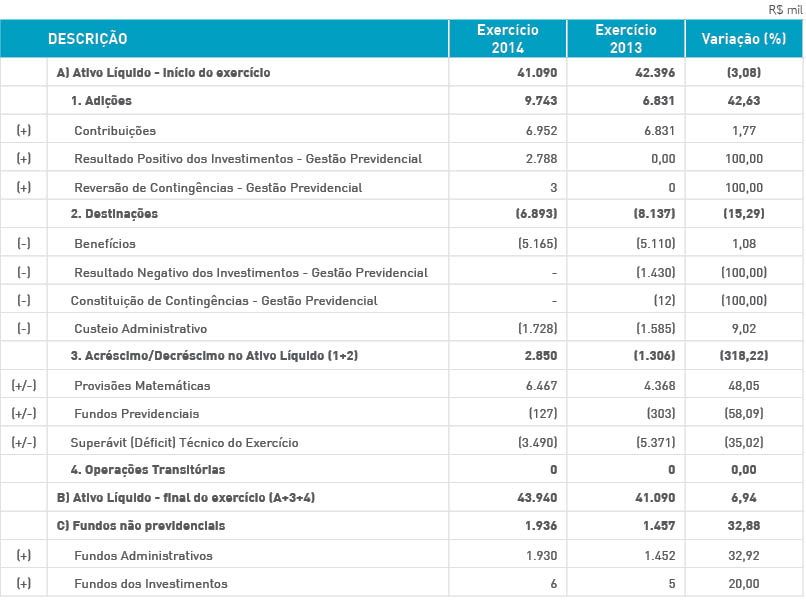 R$ mil
DESCRIÇÃO Exercício 2014 Exercício 2013 Variação (%)
A) Ativo Líquido - Início do exercício 41.090 42.396 (3,08)
1. Adições 9.743 6.831 42,63
(+) Contribuições 6.952 6.831 1,77
(+) Resultado Positivo dos Investimentos - Gestão Previdencial 2.788 0,00 100,00
(+) Reversão de Contingências - Gestão Previdencial 3 0 100,00
2. Destinações (6.893) (8.137) (15,29)
(-) Benefícios (5.165) (5.110) 1,08
(-) Resultado Negativo dos Investimentos - Gestão Previdencial - (1.430) (100,00)
(-) Constituição de Contingências - Gestão Previdencial - (12) (100,00)
(-) Custeio Administrativo (1.728) (1.585) 9,02
3. Acréscimo/Decréscimo no Ativo Líquido (1+2) 2.850 (1.306) (318,22)
(+/-) Provisões Matemáticas 6.467 4.368 48,05
(+/-) Fundos Previdenciais (127) (303) (58,09)
(+/-) Superávit (Déficit) Técnico do Exercício (3.490) (5.371) (35,02)
4. Operações Transitórias 0 0 0,00
B) Ativo Líquido - final do exercício (A+3+4) 43.940 41.090 6,94
C) Fundos não previdenciais 1.936 1.457 32,88
(+) Fundos Administrativos 1.930 1.452 32,92
(+) Fundos dos Investimentos 6 5 20,00